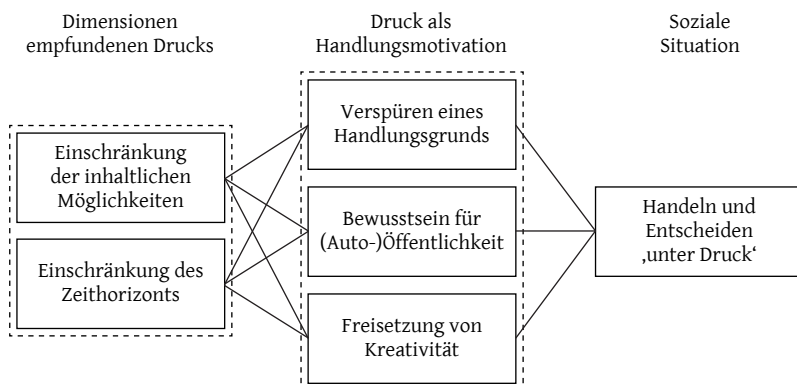 Dimensionen
empfundenen Drucks
Druck als
Handlungsmotivation
Soziale
Situation
Einschränkung
der inhaltlichen
Möglichkeiten
Einschränkung des
Zeithorizonts
Verspüren eines
Handlungsgrunds
Bewusstsein für
(Auto-)Öffentlichkeit
Freisetzung von
Kreativität
Handeln und
Entscheiden
‚unter Druck‘